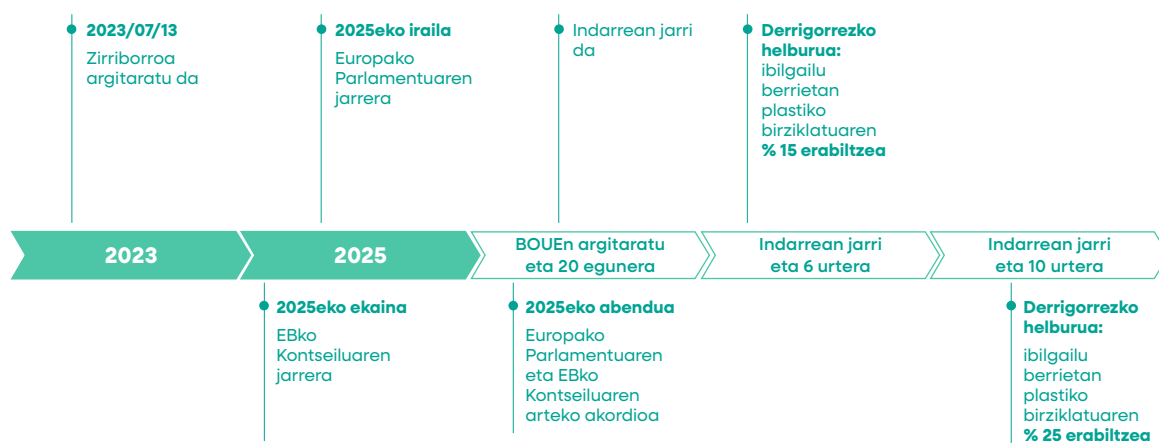 2023/07/13
Zirriborroa
argitaratu da
2025eko iraila
Europako
Parlamentuaren
jarrera
Indarrean jarri
da
Derrigorrezko
helburua:
ibilgailu
berrietan
plastiko
birziklatuaren
% 15 erabiltzea
2023
2025
BOUEn argitaratu
eta 20 egunera
Indarrean jarri
eta 6 urtera
Indarrean jarri
eta 10 urtera
2025eko ekaina
EBko
Kontseiluaren
jarrera
2025eko abendua
Europako
Parlamentuaren
eta EBko
Kontseiluaren
arteko akordioa
Derrigorrezko
helburua:
ibilgailu
berrietan
plastiko
birziklatuaren
% 25 erabiltzea